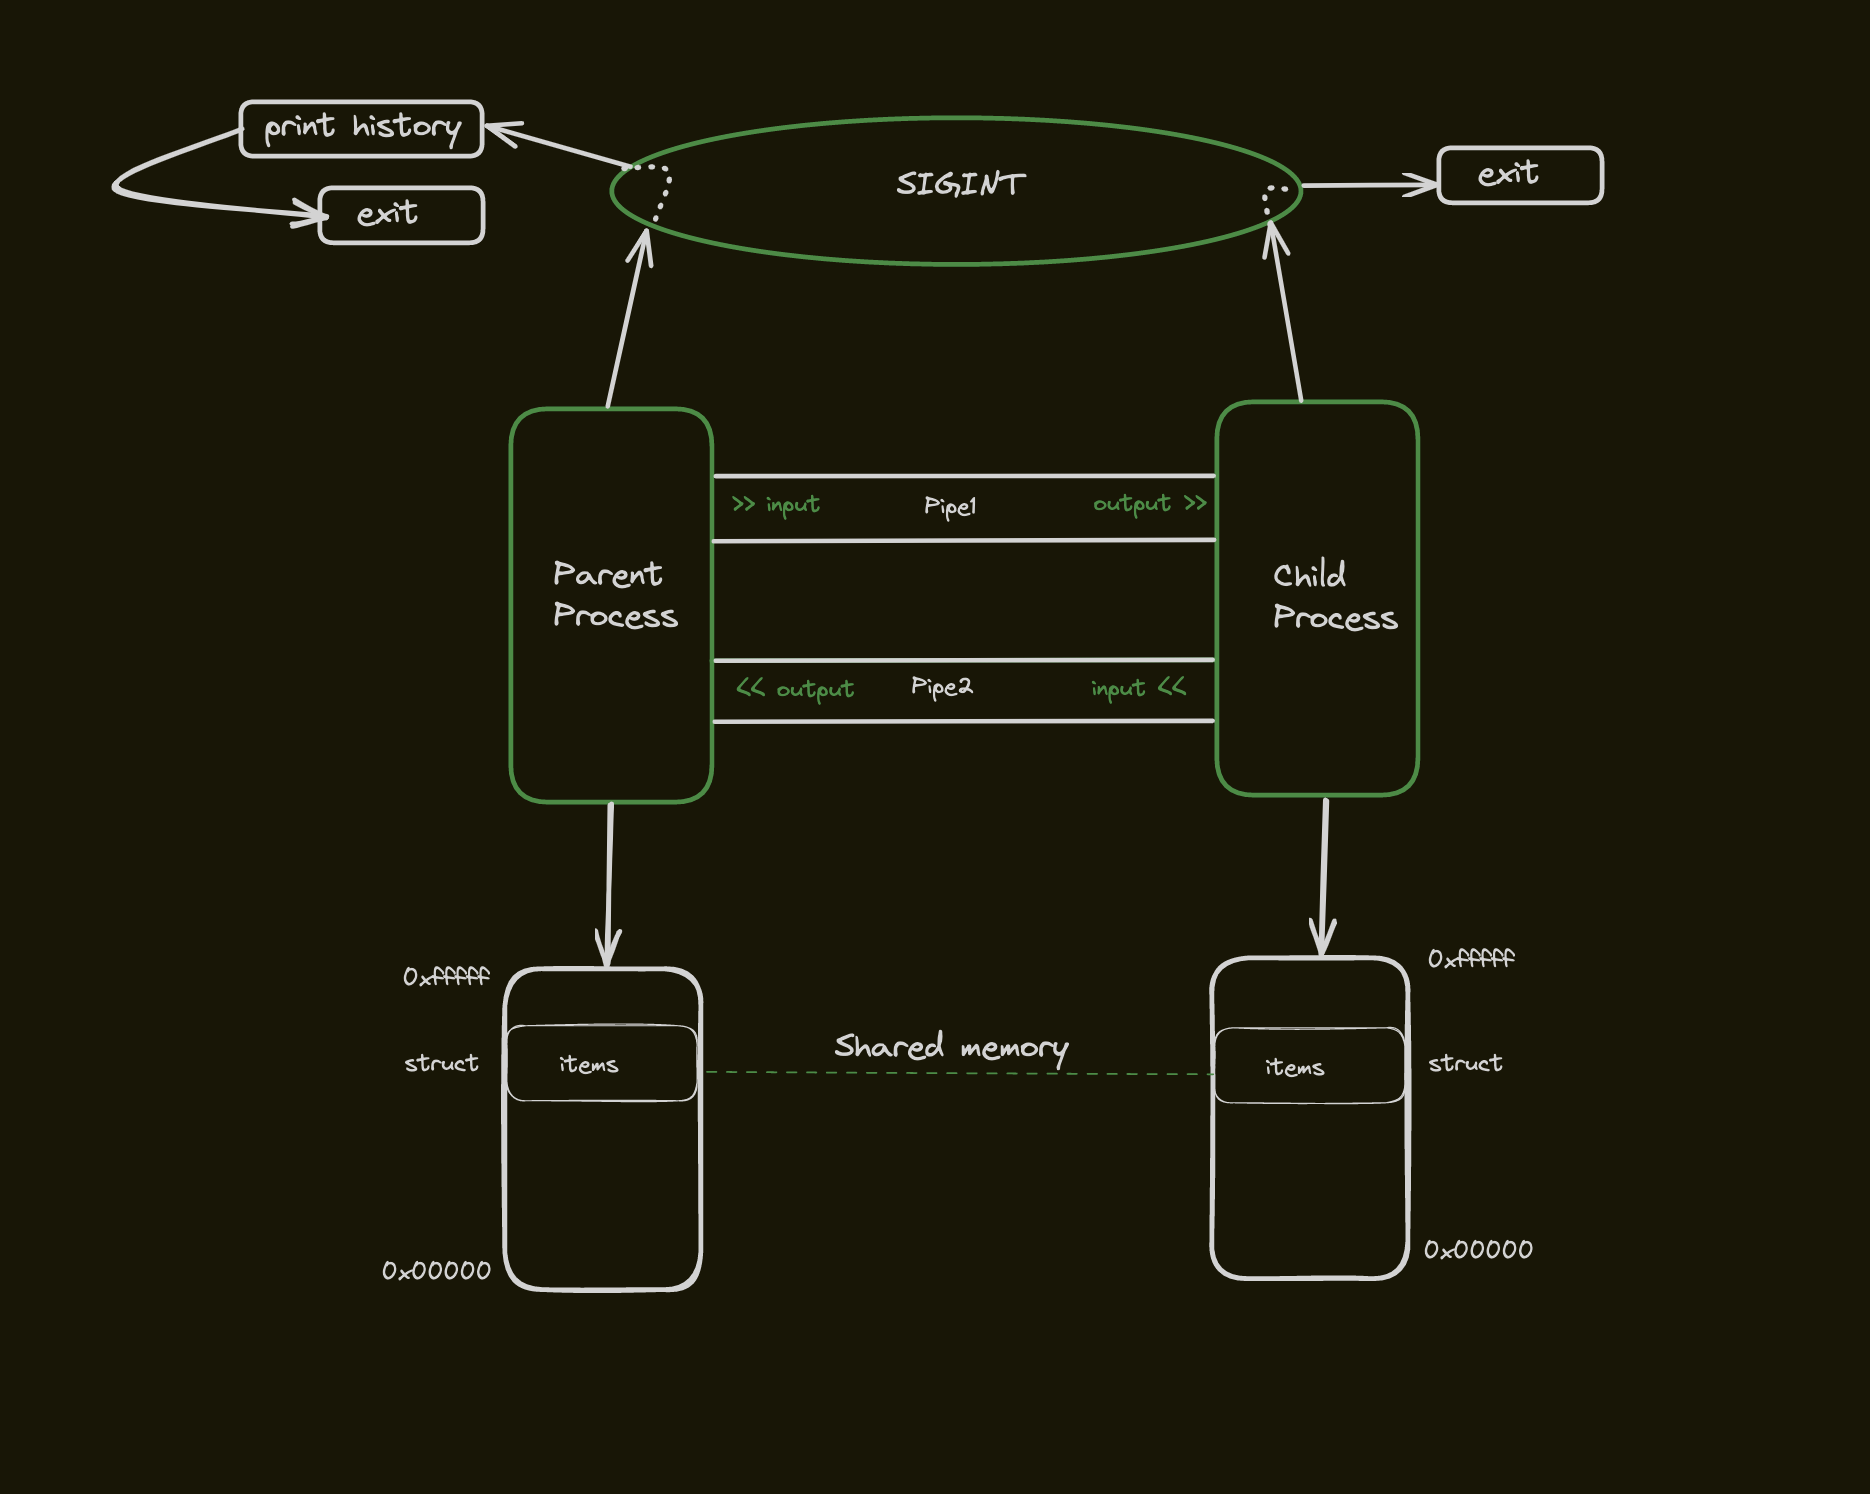 print history
exit
SIGINT
exit
>> input
Pipe1
output >>
Parent
Process
Child
Process
<< output
Pipe2
input <<
0xfffff
0xfffff
struct
items
Shared memory
items
struct
0x00000
0x00000